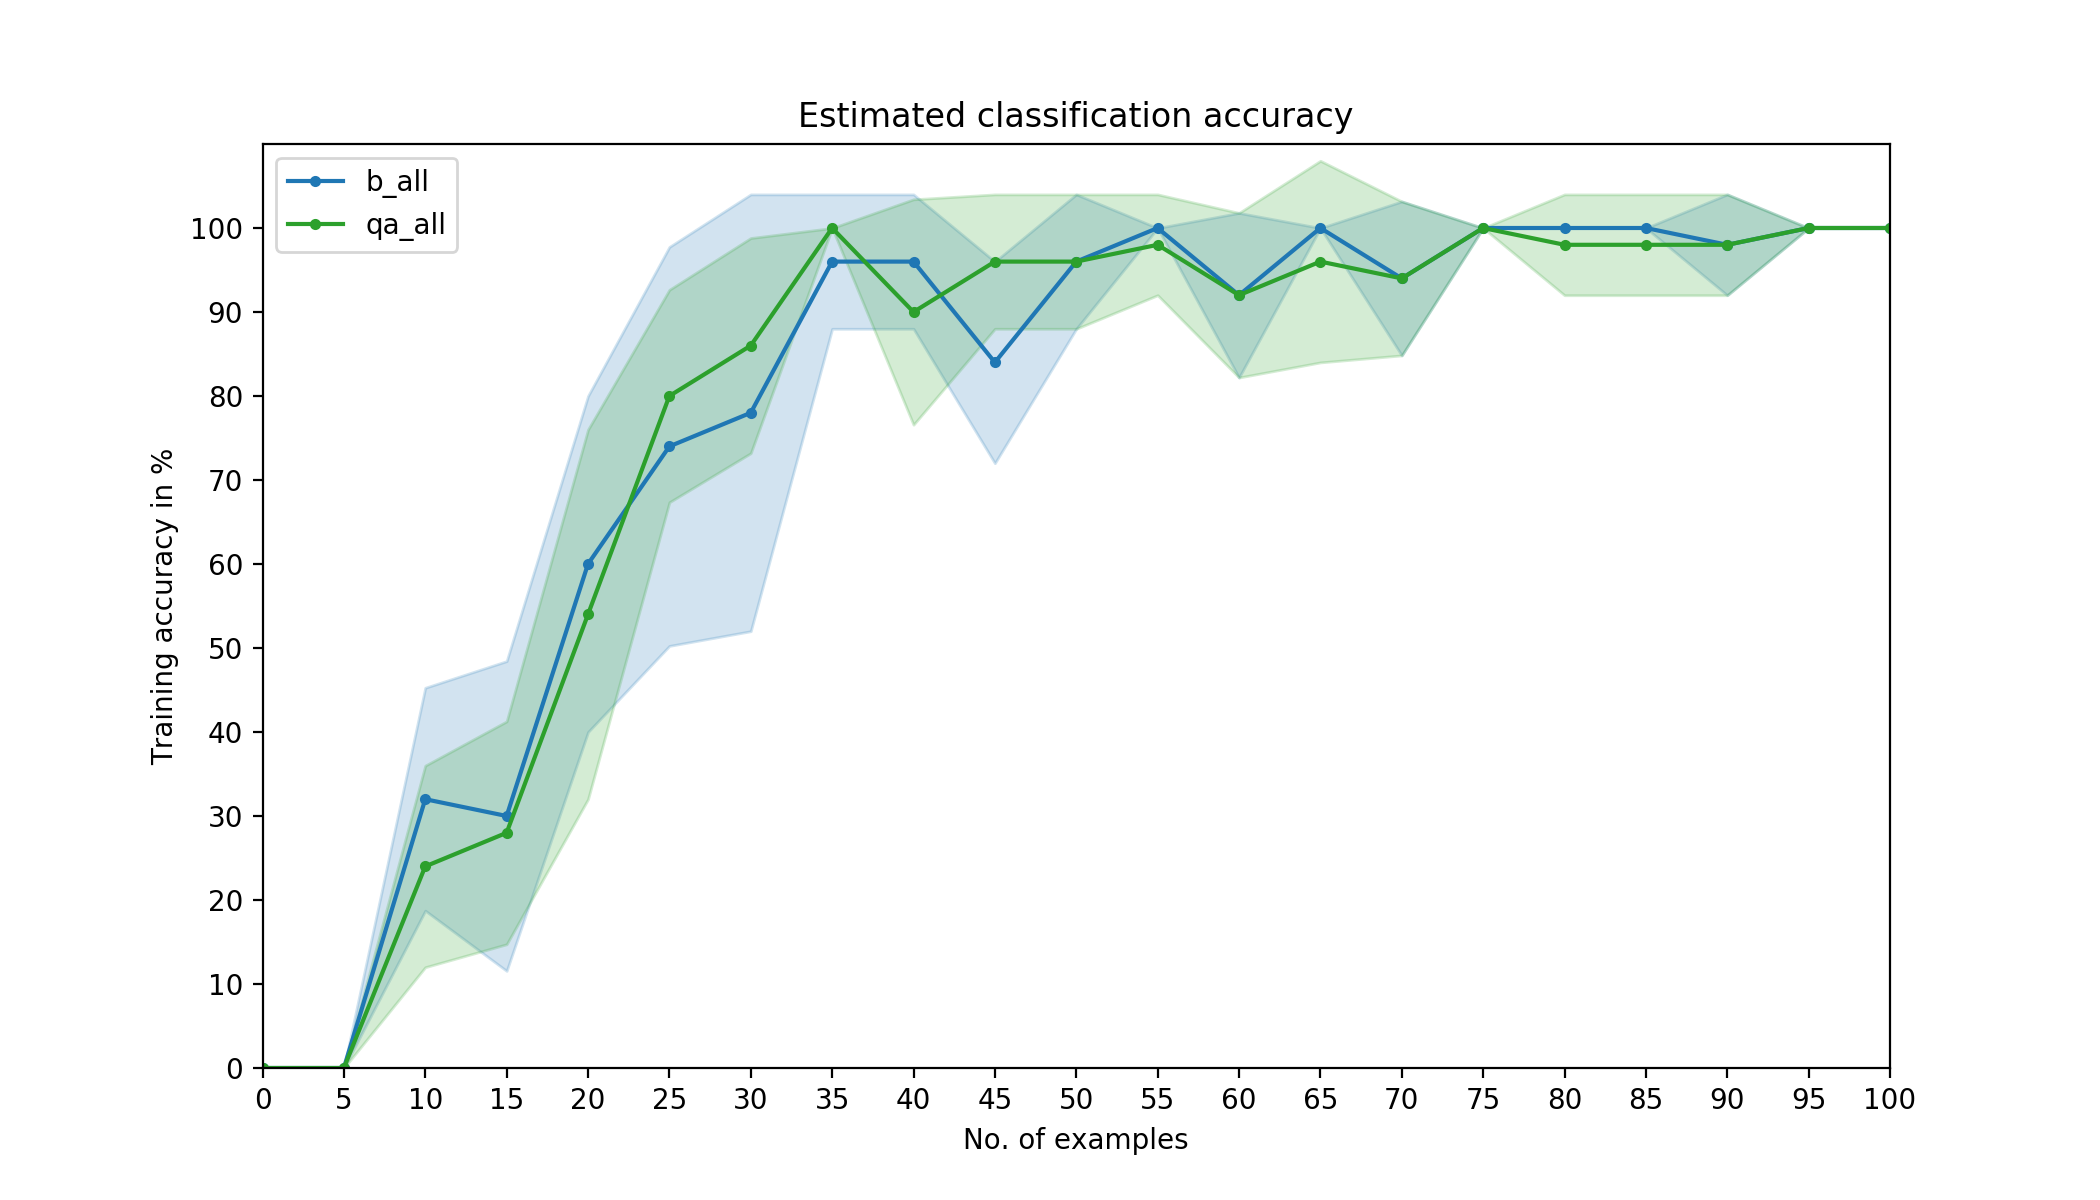 Estimated classification accuracy
b_all
qa_all
Training accuracy in %
100
90
80
70
60
50
40
30
20
10
0
0 5 10 15 20 25 30 35 40 45 50 55 60 65 70 75 80 85 90 95 100
No. of examples